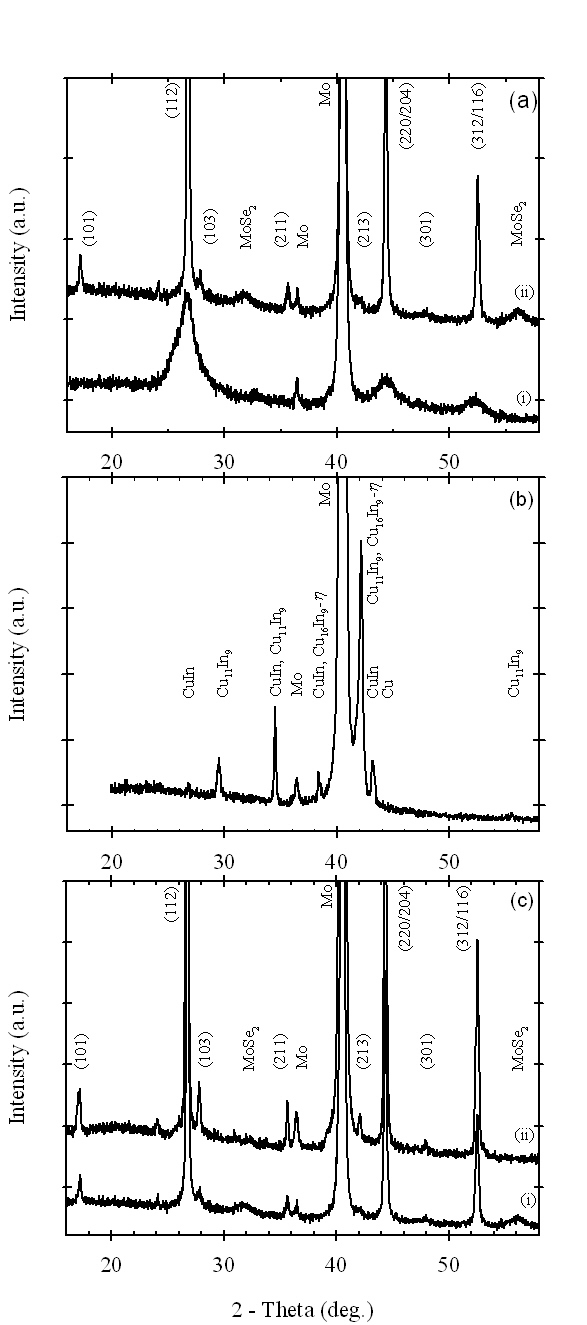 (a)
Intensity (a.u.)
(101)
(112)
(103)
MoSe₂
(211)
Mo
Mo
(213)
(220/204)
(301)
(312/116)
MoSe₂
(ii)
(i)
20 30 40 50
(b)
Intensity (a.u.)
CuIn
Cu₁₁In₉
CuIn, Cu₁₁In₉
Mo
CuIn, Cu₁₆In₉-η
Mo
Cu₁₁In₉, Cu₁₆In₉-η
CuIn
Cu
Cu₁₁In₉
20 30 40 50
(c)
Intensity (a.u.)
(101)
(112)
(103)
MoSe₂
(211)
Mo
Mo
(213)
(220/204)
(301)
(312/116)
MoSe₂
(ii)
(i)
20 30 40 50
2 - Theta (deg.)